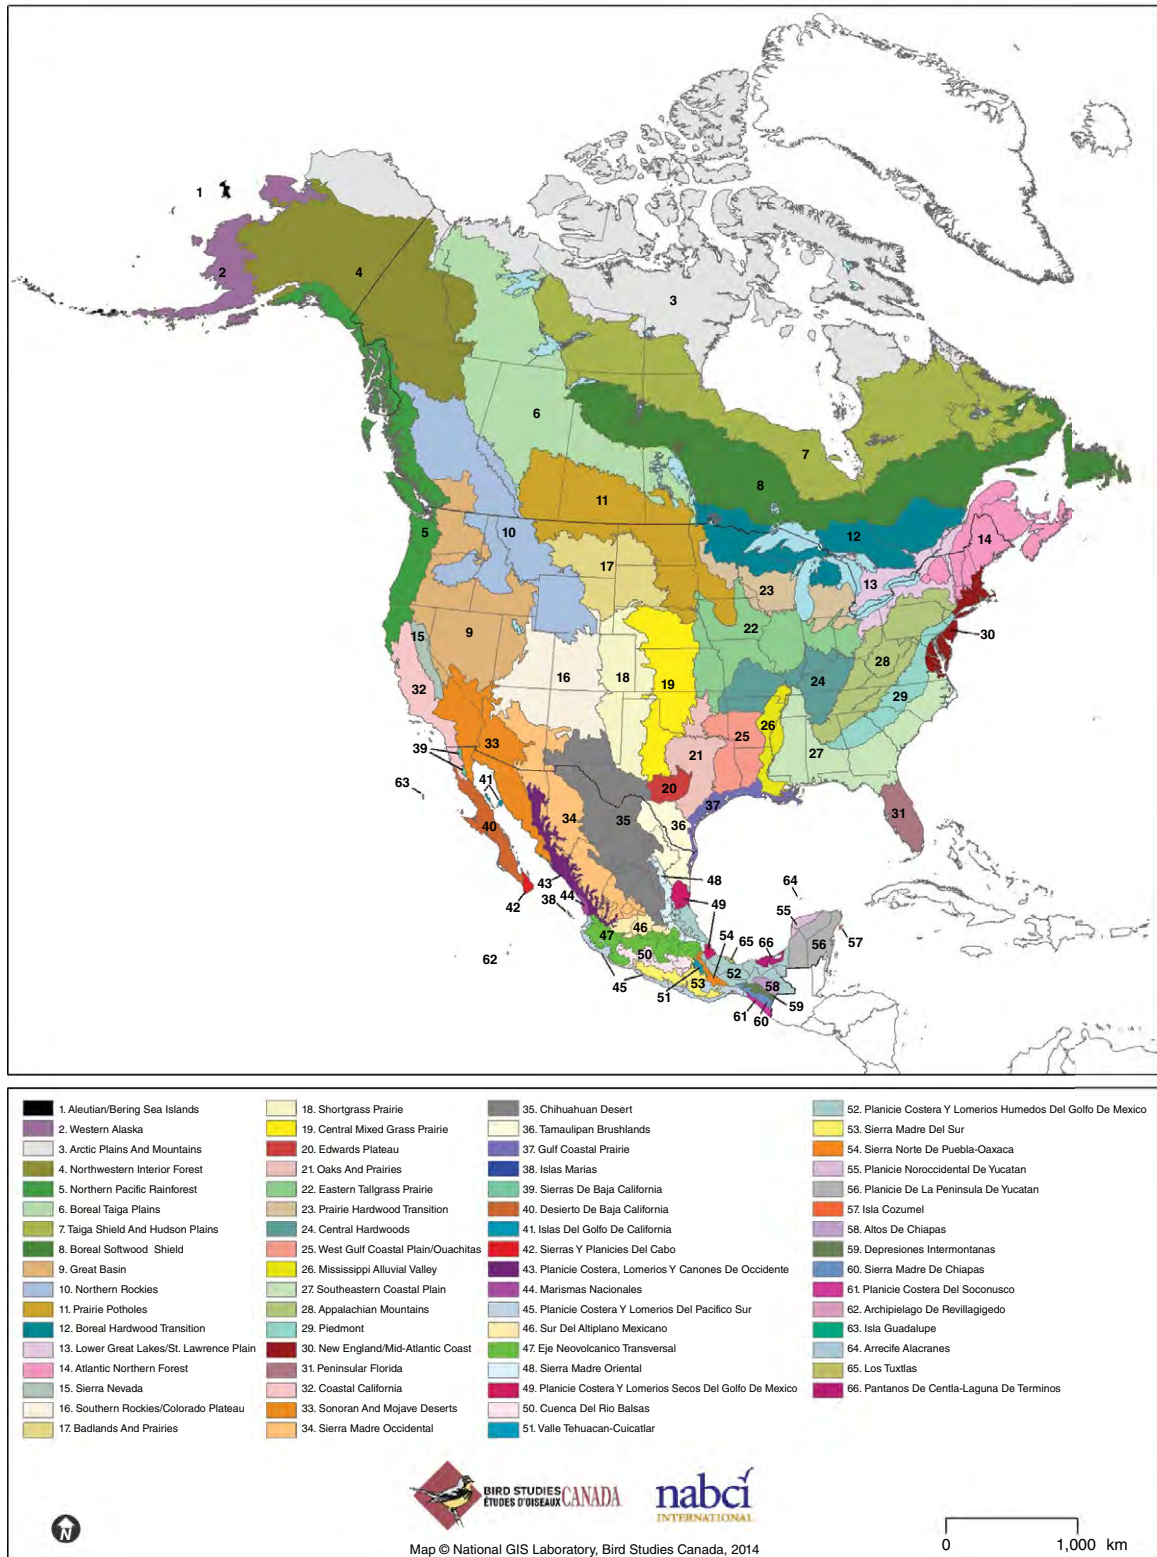 1
2
4
3
6
7
8
11
5
10
12
14
17
13
23
9
22
30
15
28
16
18
24
32
19
29
26
25
33
39
21
27
63
41
20
37
31
34
35
36
40
43
48
64
42
44
49
38
55
54
57
47
46
65
66
56
62
50
52
45
51
53
58
59
61
60
1. Aleutian/Bering Sea Islands
2. Western Alaska
3. Arctic Plains And Mountains
4. Northwestern Interior Forest
5. Northern Pacific Rainforest
6. Boreal Taiga Plains
7. Taiga Shield And Hudson Plains
8. Boreal Softwood Shield
9. Great Basin
10. Northern Rockies
11. Prairie Potholes
12. Boreal Hardwood Transition
13. Lower Great Lakes/St. Lawrence Plain
14. Atlantic Northern Forest
15. Sierra Nevada
16. Southern Rockies/Colorado Plateau
17. Badlands And Prairies
18. Shortgrass Prairie
19. Central Mixed Grass Prairie
20. Edwards Plateau
21. Oaks And Prairies
22. Eastern Tallgrass Prairie
23. Prairie Hardwood Transition
24. Central Hardwoods
25. West Gulf Coastal Plain/Ouachitas
26. Mississippi Alluvial Valley
27. Southeastern Coastal Plain
28. Appalachian Mountains
29. Piedmont
30. New England/Mid-Atlantic Coast
31. Peninsular Florida
32. Coastal California
33. Sonoran And Mojave Deserts
34. Sierra Madre Occidental
35. Chihuahuan Desert
36. Tamaulipan Brushlands
37. Gulf Coastal Prairie
38. Islas Marias
39. Sierras De Baja California
40. Desierto De Baja California
41. Islas Del Golfo De California
42. Sierras Y Planicies Del Cabo
43. Planicie Costera, Lomerios Y Canones De Occidente
44. Marismas Nacionales
45. Planicie Costera Y Lomerios Del Pacifico Sur
46. Sur Del Altiplano Mexicano
47. Eje Neovolcanico Transversal
48. Sierra Madre Oriental
49. Planicie Costera Y Lomerios Secos Del Golfo De Mexico
50. Cuenca Del Rio Balsas
51. Valle Tehuacan-Cuicatlar
52. Planicie Costera Y Lomerios Humedos Del Golfo De Mexico
53. Sierra Madre Del Sur
54. Sierra Norte De Puebla-Oaxaca
55. Planicie Noroccidental De Yucatan
56. Planicie De La Peninsula De Yucatan
57. Isla Cozumel
58. Altos De Chiapas
59. Depresiones Intermontanas
60. Sierra Madre De Chiapas
61. Planicie Costera Del Soconusco
62. Archipielago De Revillagigedo
63. Isla Guadalupe
64. Arrecife Alacranes
65. Los Tuxtlas
66. Pantanos De Centla-Laguna De Terminos
BIRD STUDIES
ÉTUDES D'OISEAUX CANADA
nabci
INTERNATIONAL
N
0 1,000 km
Map © National GIS Laboratory, Bird Studies Canada, 2014